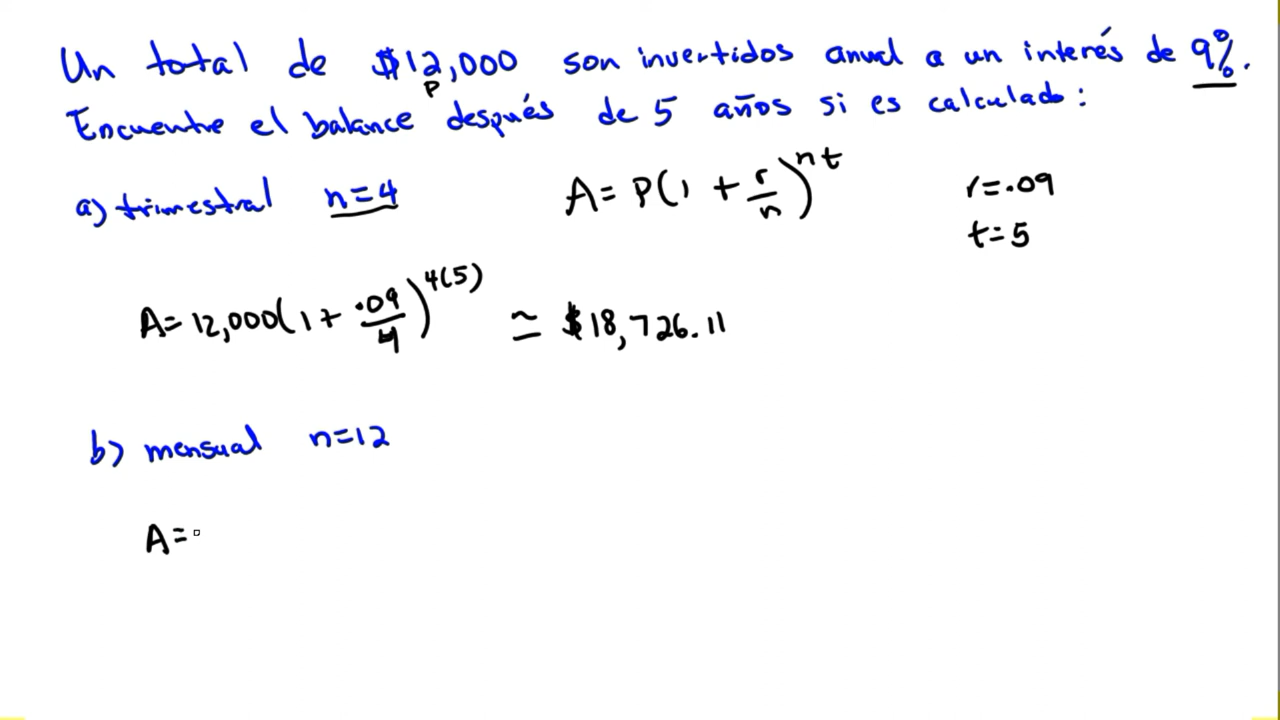 Un total de $12,000 son invertidos anual a un interés de 9%.
P
Encuentre el balance después de 5 años si es calculado:
a) trimestral n=4 A= P(1 + r/n)^nt r=.09
t=5
A= 12,000(1+ .09/4)^4(5) ≃ $18,726.11
b) mensual n=12
A=